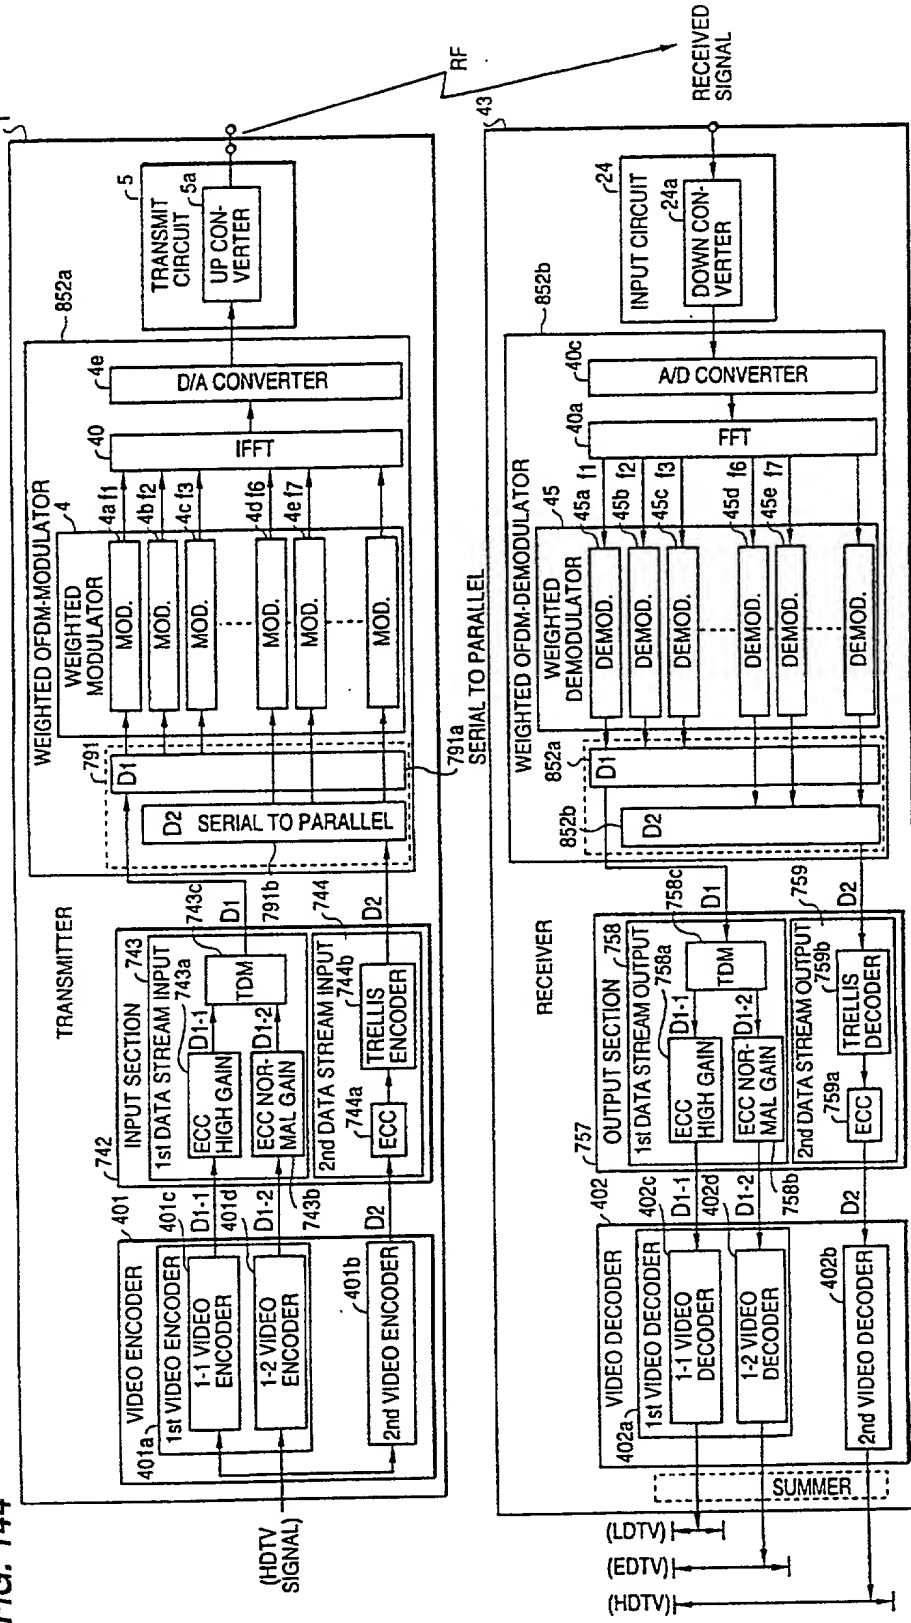 FIG. 144
1
TRANSMITTER
(HDTV
SIGNAL)
VIDEO ENCODER
401
401a
1st VIDEO ENCODER
401c
1-1 VIDEO
ENCODER
401d
1-2 VIDEO
ENCODER
401b
2nd VIDEO ENCODER
D1-1
D1-2
D2
742
INPUT SECTION
743
1st DATA STREAM INPUT
743a
ECC
HIGH GAIN
D1-1
743c
TDM
ECC NOR-
MAL GAIN
743b
D1-2
D1
744
2nd DATA STREAM INPUT
744a
ECC
744b
TRELLIS
ENCODER
D2
WEIGHTED OFDM-MODULATOR
852a
791
D1
791a
SERIAL TO PARALLEL
D2
SERIAL TO PARALLEL
791b
WEIGHTED
MODULATOR
4
MOD.
4a f1
MOD.
4b f2
MOD.
4c f3
MOD.
4d f6
MOD.
4e f7
MOD.
40
IFFT
4e
D/A CONVERTER
5
TRANSMIT
CIRCUIT
5a
UP CON-
VERTER
RF
RECEIVED
SIGNAL
43
RECEIVER
24
INPUT CIRCUIT
24a
DOWN CON-
VERTER
WEIGHTED OFDM-DEMODULATOR
852b
40c
A/D CONVERTER
40a
FFT
WEIGHTED
DEMODULATOR
45
DEMOD.
45a f1
DEMOD.
45b f2
DEMOD.
45c f3
DEMOD.
45d f6
DEMOD.
45e f7
DEMOD.
852a
D1
852b
D2
757
OUTPUT SECTION
758
1st DATA STREAM OUTPUT
758a
ECC
HIGH GAIN
D1-1
758c
TDM
D1
ECC NOR-
MAL GAIN
758b
D1-2
759
2nd DATA STREAM OUTPUT
759a
ECC
759b
TRELLIS
DECODER
D2
D1-1
D1-2
D2
VIDEO DECODER
402
402a
1st VIDEO DECODER
402c
1-1 VIDEO
DECODER
402d
1-2 VIDEO
DECODER
402b
2nd VIDEO DECODER
SUMMER
(LDTV)
(EDTV)
(HDTV)